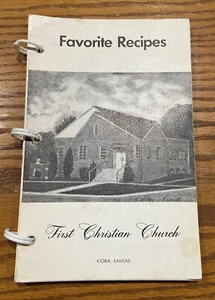 Favorite Recipes
First Christian Church
KIOWA, KANSAS